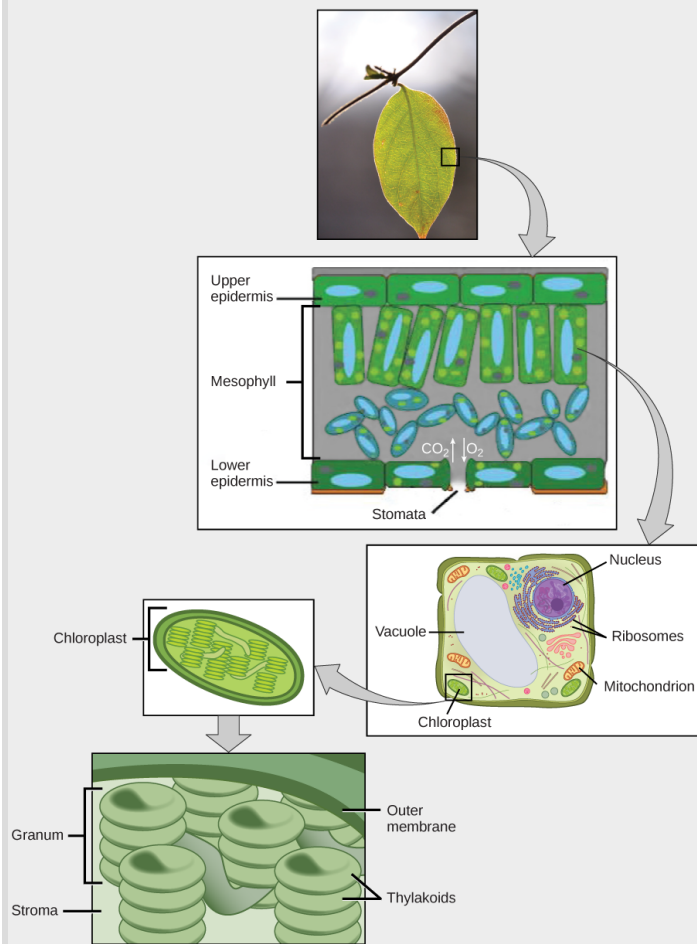 Upper
epidermis
Mesophyll
CO2 O2
Lower
epidermis
Stomata
Nucleus
Vacuole
Ribosomes
Mitochondrion
Chloroplast
Chloroplast
Outer
membrane
Granum
Thylakoids
Stroma